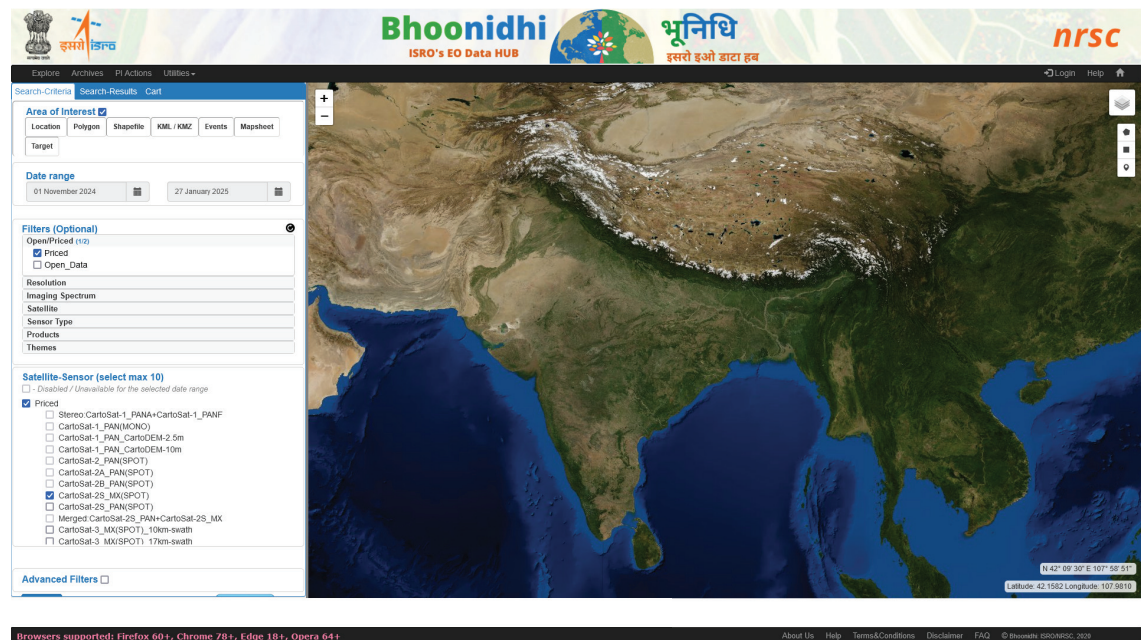 इसरो isro
Bhoonidhi
ISRO's EO Data HUB
भूनिधि
इसरो इओ डाटा हब
nrsc
Explore Archives PI Actions Utilities
Login Help
Search-Criteria Search-Results Cart
Area of Interest
Location Polygon Shapefile KML / KMZ Events Mapsheet
Target
Date range
01 November 2024 27 January 2025
Filters (Optional)
Open/Priced (1/2)
Priced
Open_Data
Resolution
Imaging Spectrum
Satellite
Sensor Type
Products
Themes
Satellite-Sensor (select max 10)
- Disabled / Unavailable for the selected date range
Priced
Stereo:CartoSat-1_PANA+CartoSat-1_PANF
CartoSat-1_PAN(MONO)
CartoSat-1_PAN_CartoDEM-2.5m
CartoSat-1_PAN_CartoDEM-10m
CartoSat-2_PAN(SPOT)
CartoSat-2A_PAN(SPOT)
CartoSat-2B_PAN(SPOT)
CartoSat-2S_MX(SPOT)
CartoSat-2S_PAN(SPOT)
Merged:CartoSat-2S_PAN+CartoSat-2S_MX
CartoSat-3_MX(SPOT)_10km-swath
CartoSat-3_MX(SPOT)_17km-swath
Advanced Filters
+
−
N 42° 09' 30" E 107° 58' 51"
Latitude: 42.1582 Longitude: 107.9810
Browsers supported: Firefox 60+, Chrome 78+, Edge 18+, Opera 64+
About Us Help Terms&Conditions Disclaimer FAQ © Bhoonidhi: ISRO/NRSC, 2020